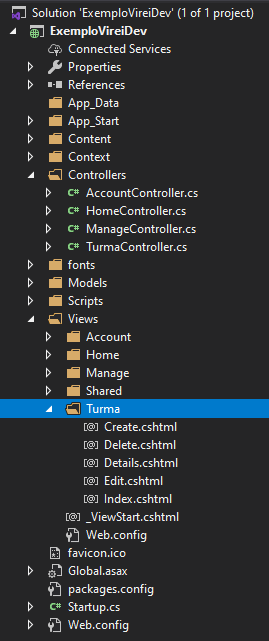 Solution 'ExemploVireiDev' (1 of 1 project)
ExemploVireiDev
Connected Services
Properties
References
App_Data
App_Start
Content
Context
Controllers
C# AccountController.cs
C# HomeController.cs
C# ManageController.cs
C# TurmaController.cs
fonts
Models
Scripts
Views
Account
Home
Manage
Shared
Turma
[@] Create.cshtml
[@] Delete.cshtml
[@] Details.cshtml
[@] Edit.cshtml
[@] Index.cshtml
[@] _ViewStart.cshtml
Web.config
favicon.ico
Global.asax
packages.config
C# Startup.cs
Web.config